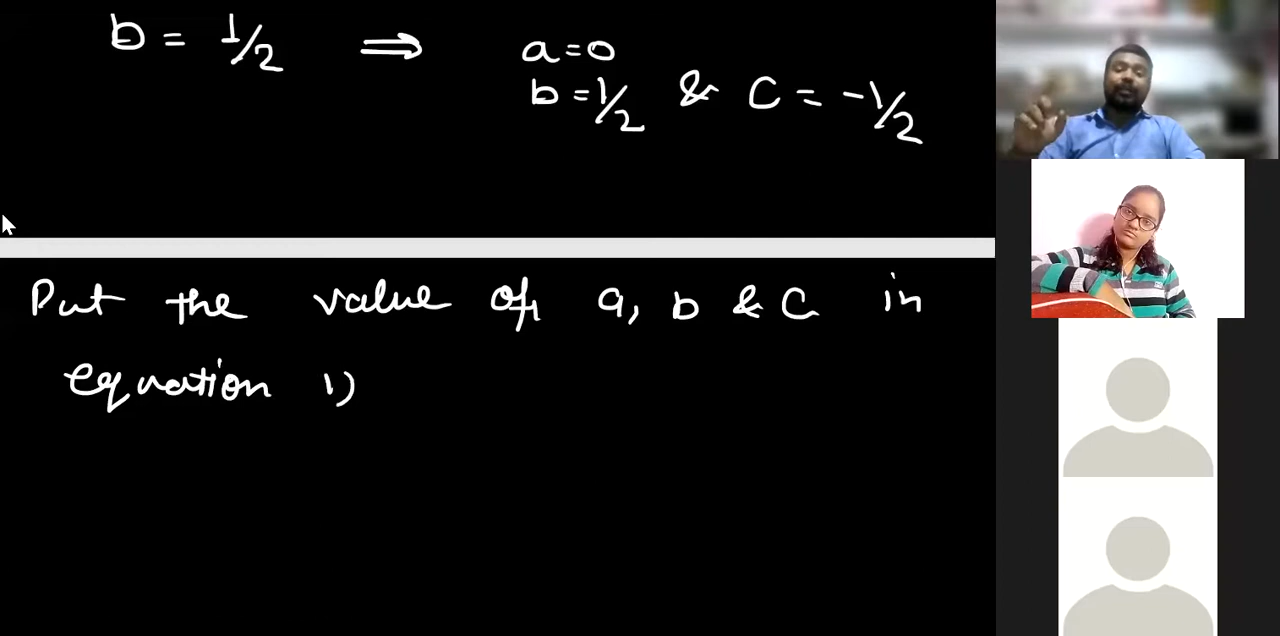 b = 1/2 ⇒ a=0
b=1/2 & C = -1/2
Put the value of a, b & C in
equation 1)